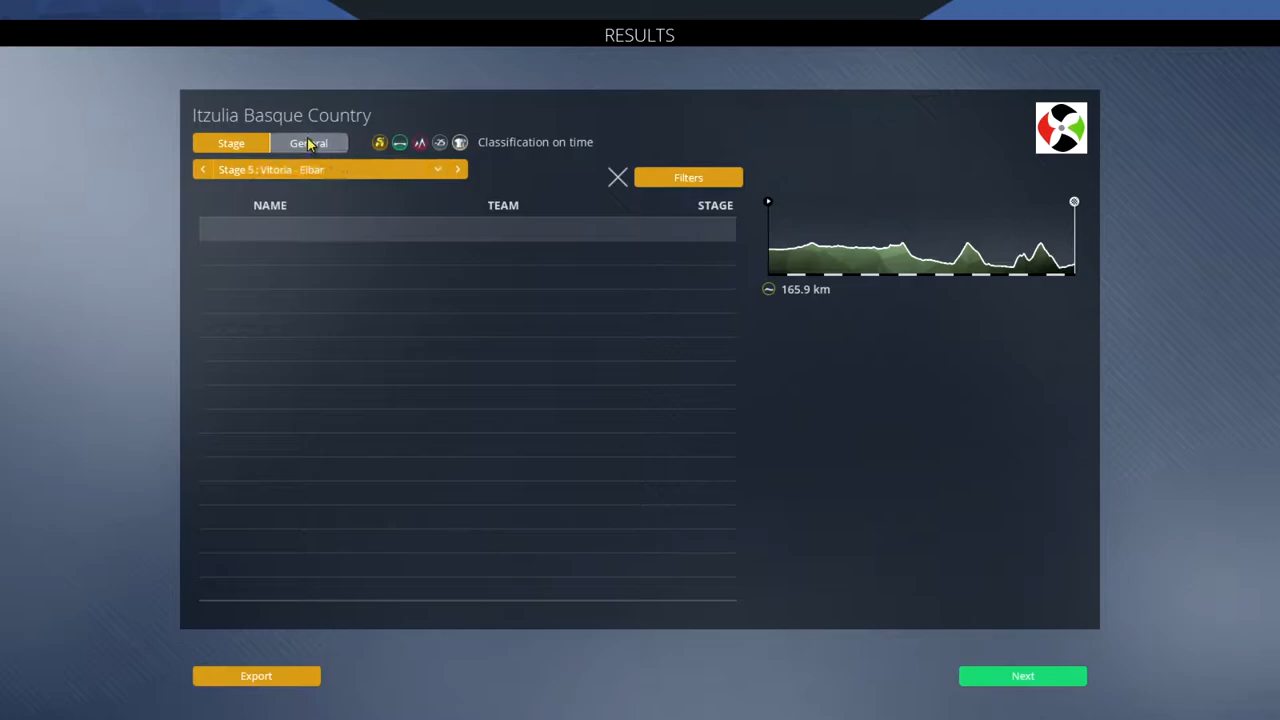 RESULTS
Itzulia Basque Country
Stage
General
25
Classification on time
Stage 5 : Vitoria - Eibar
Filters
NAME
TEAM
STAGE
165.9 km
Export
Next